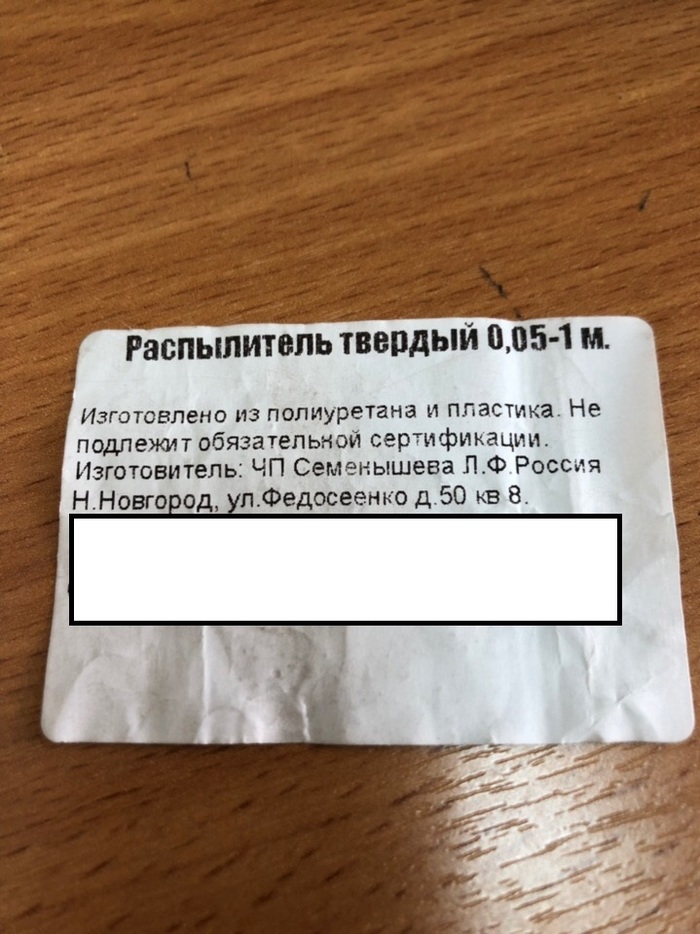 Распылитель твердый 0,05-1 м.
Изготовлено из полиуретана и пластика. Не
подлежит обязательной сертификации.
Изготовитель: ЧП Семенышева Л.Ф.Россия
Н.Новгород, ул.Федосеенко д.50 кв 8.